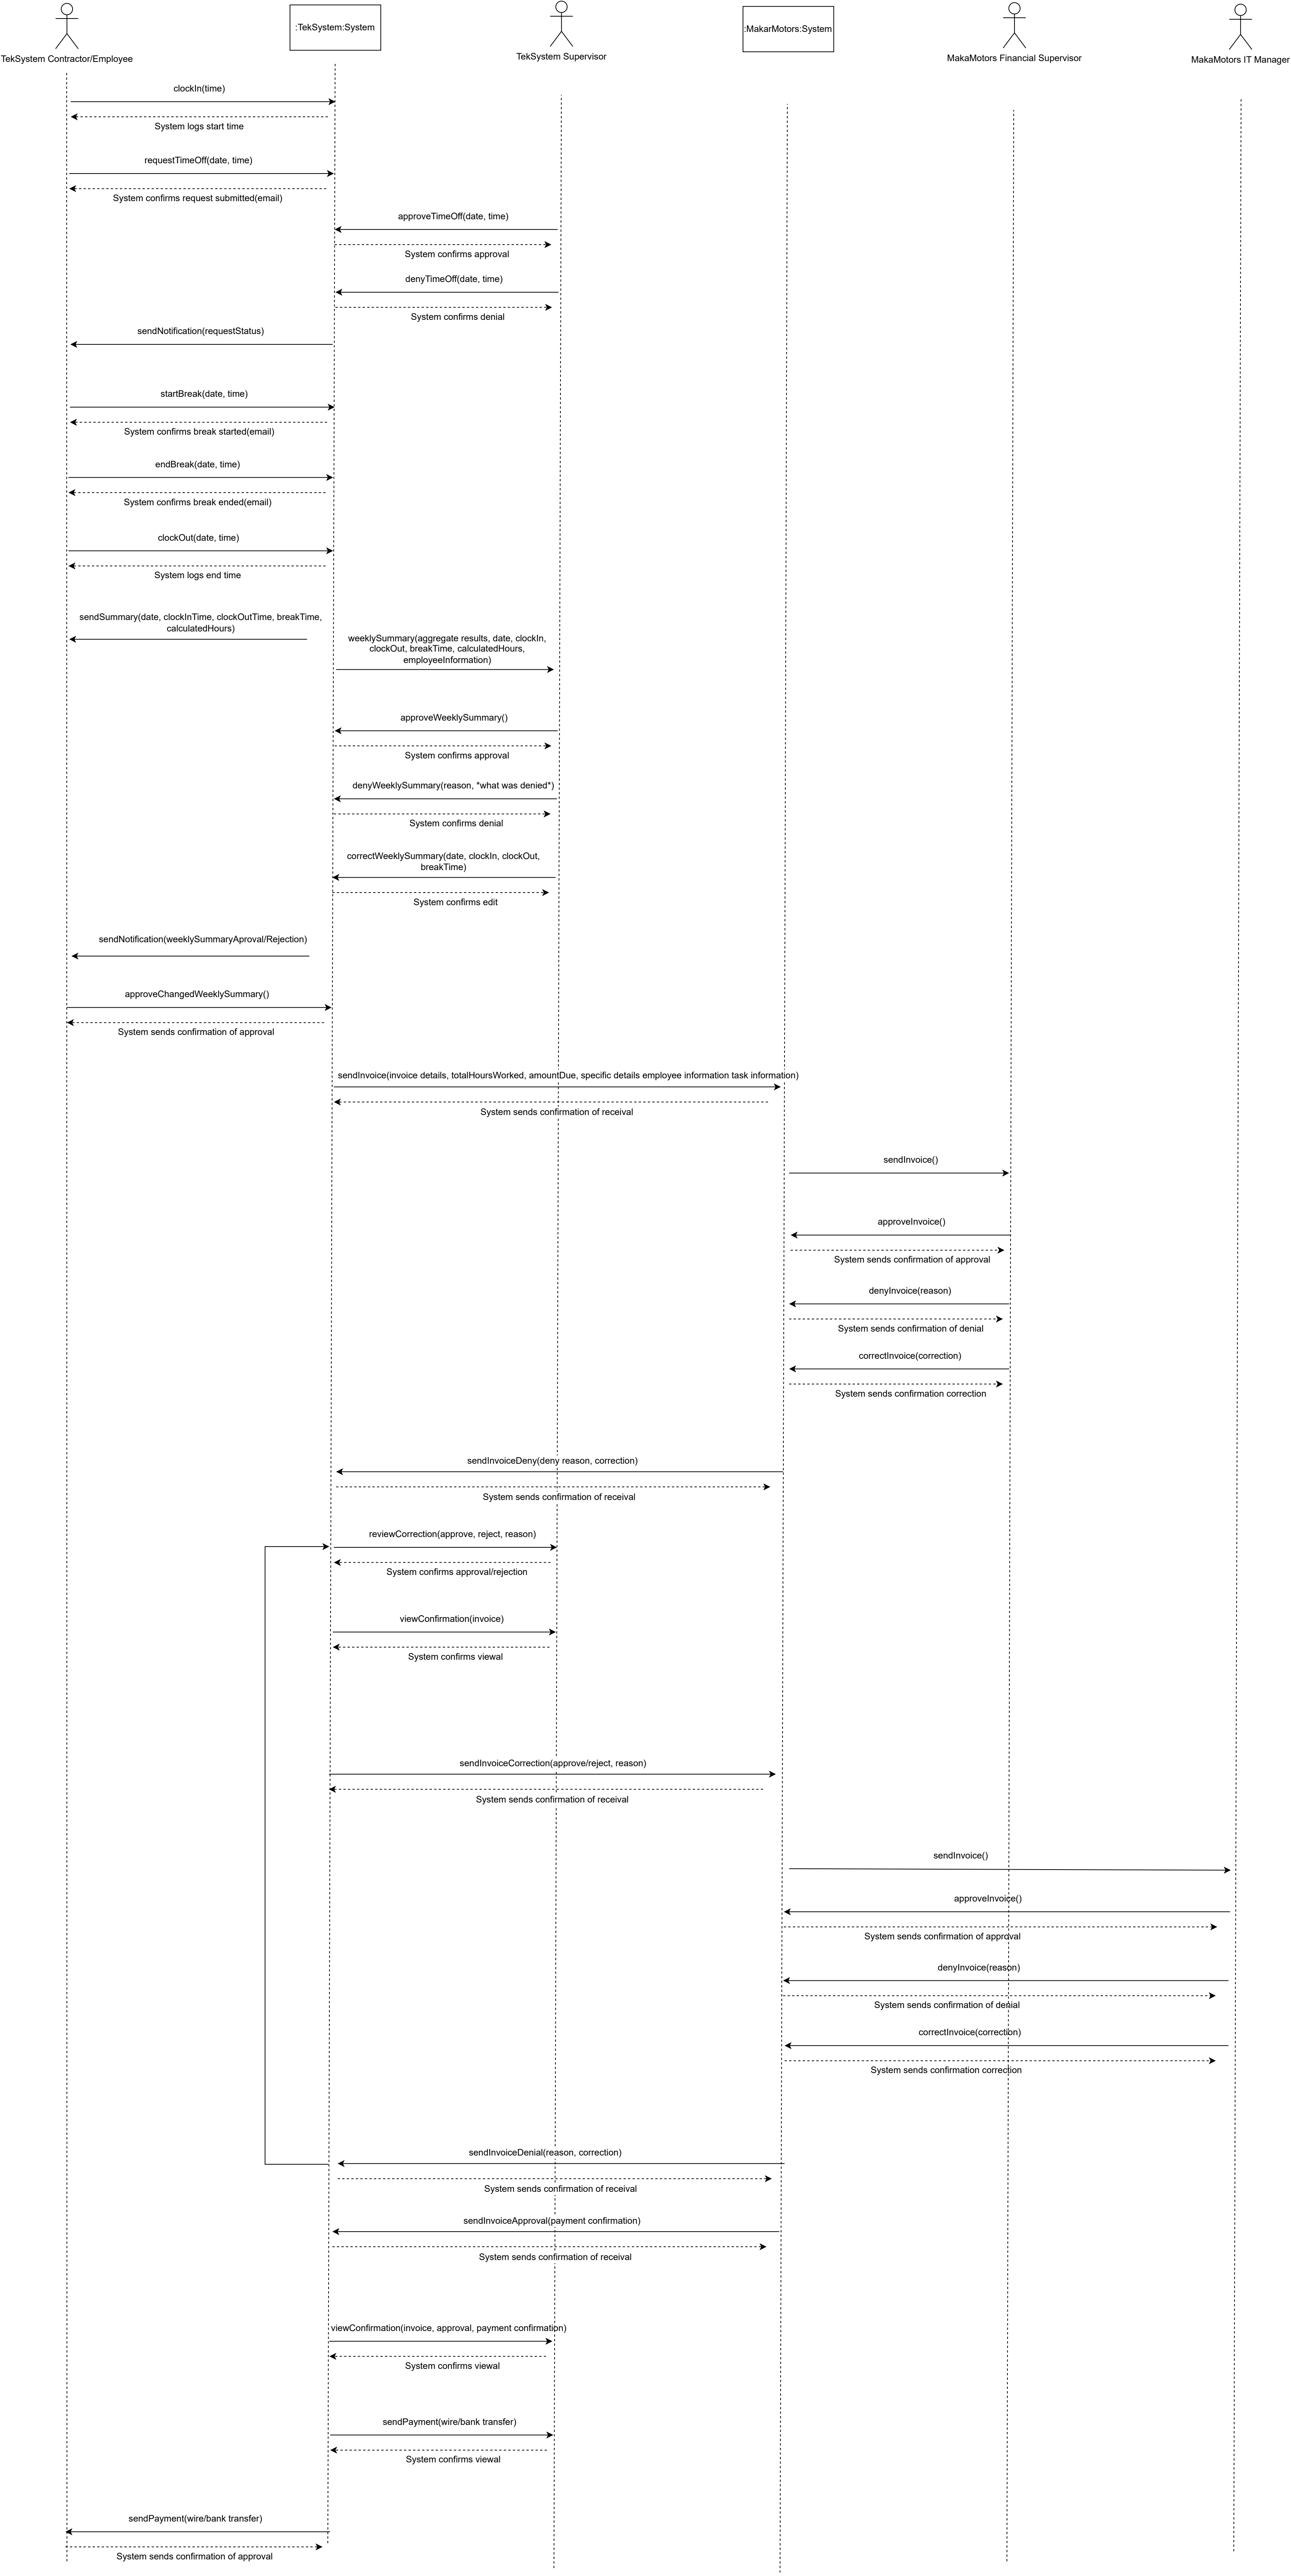 TekSystem Contractor/Employee
:TekSystem:System
TekSystem Supervisor
:MakarMotors:System
MakaMotors Financial Supervisor
MakaMotors IT Manager
clockIn(time)
System logs start time
requestTimeOff(date, time)
System confirms request submitted(email)
approveTimeOff(date, time)
System confirms approval
denyTimeOff(date, time)
System confirms denial
sendNotification(requestStatus)
startBreak(date, time)
System confirms break started(email)
endBreak(date, time)
System confirms break ended(email)
clockOut(date, time)
System logs end time
sendSummary(date, clockInTime, clockOutTime, breakTime,
calculatedHours)
weeklySummary(aggregate results, date, clockIn,
clockOut, breakTime, calculatedHours,
employeeInformation)
approveWeeklySummary()
System confirms approval
denyWeeklySummary(reason, *what was denied*)
System confirms denial
correctWeeklySummary(date, clockIn, clockOut,
breakTime)
System confirms edit
sendNotification(weeklySummaryAproval/Rejection)
approveChangedWeeklySummary()
System sends confirmation of approval
sendInvoice(invoice details, totalHoursWorked, amountDue, specific details employee information task information)
System sends confirmation of receival
sendInvoice()
approveInvoice()
System sends confirmation of approval
denyInvoice(reason)
System sends confirmation of denial
correctInvoice(correction)
System sends confirmation correction
sendInvoiceDeny(deny reason, correction)
System sends confirmation of receival
reviewCorrection(approve, reject, reason)
System confirms approval/rejection
viewConfirmation(invoice)
System confirms viewal
sendInvoiceCorrection(approve/reject, reason)
System sends confirmation of receival
sendInvoice()
approveInvoice()
System sends confirmation of approval
denyInvoice(reason)
System sends confirmation of denial
correctInvoice(correction)
System sends confirmation correction
sendInvoiceDenial(reason, correction)
System sends confirmation of receival
sendInvoiceApproval(payment confirmation)
System sends confirmation of receival
viewConfirmation(invoice, approval, payment confirmation)
System confirms viewal
sendPayment(wire/bank transfer)
System confirms viewal
sendPayment(wire/bank transfer)
System sends confirmation of approval